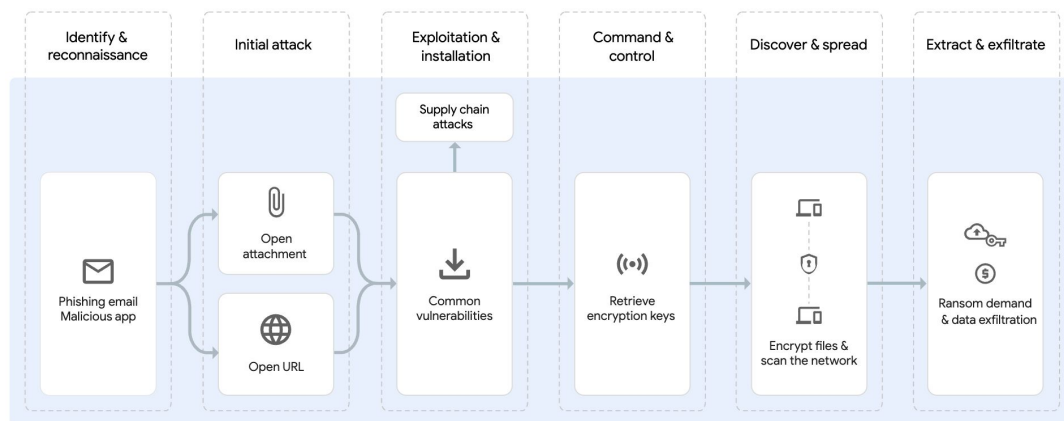 Identify &
reconnaissance
Initial attack
Exploitation &
installation
Command &
control
Discover & spread
Extract & exfiltrate
Supply chain
attacks
Phishing email
Malicious app
Open
attachment
Open URL
Common
vulnerabilities
Retrieve
encryption keys
Encrypt files &
scan the network
$
Ransom demand
& data exfiltration